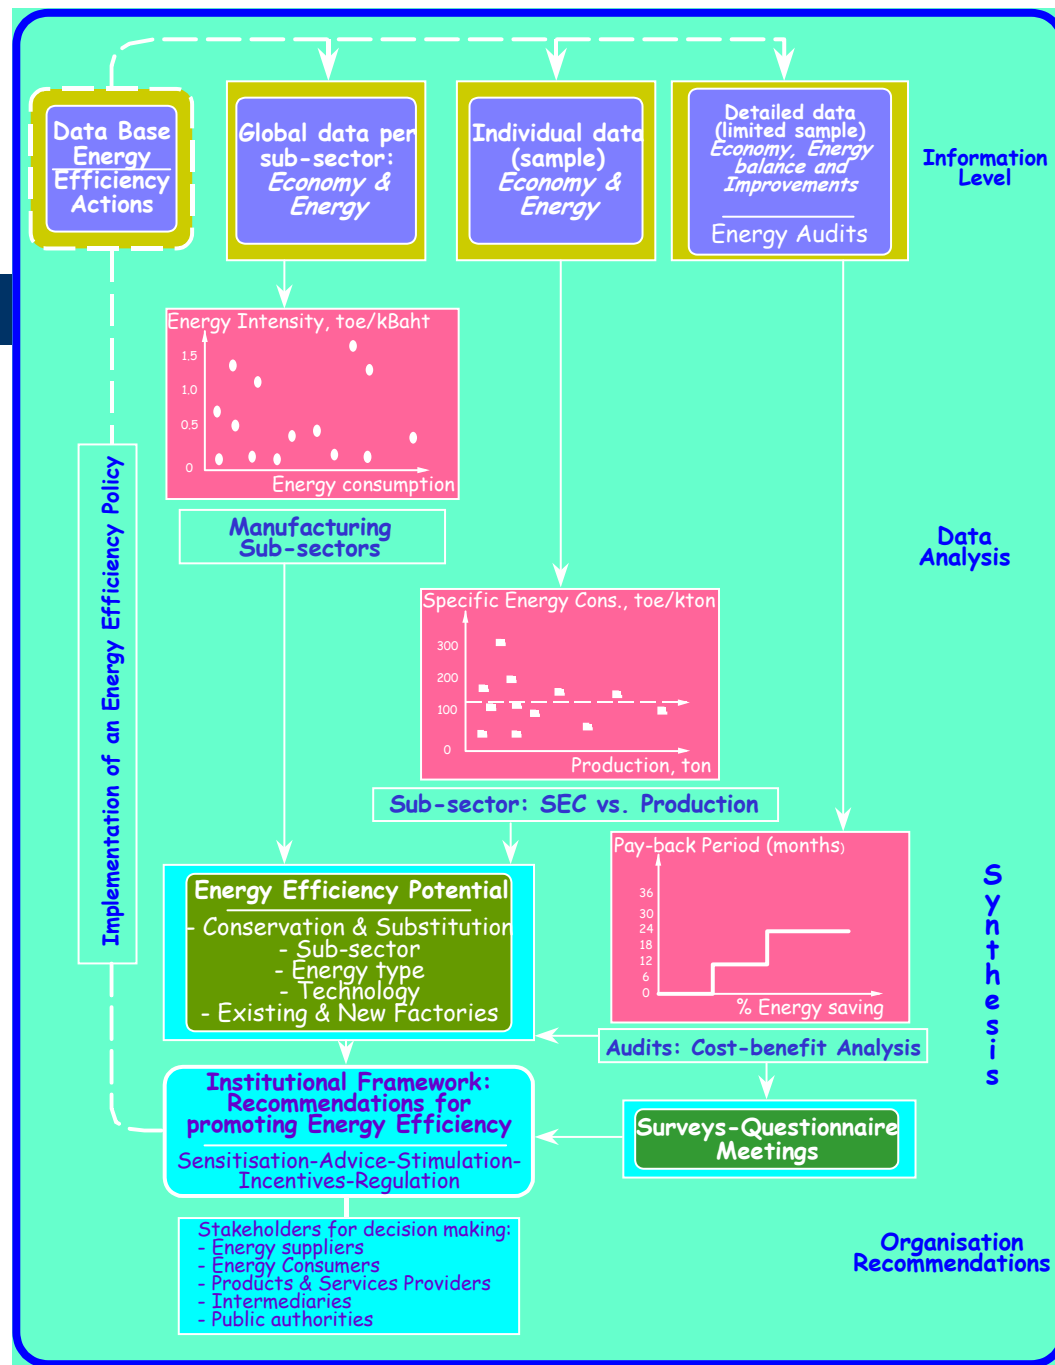 Data Base
Energy
Efficiency
Actions
Global data per
sub-sector:
Economy &
Energy
Individual data
(sample)
Economy &
Energy
Detailed data
(limited sample)
Economy, Energy
balance and
Improvements
Energy Audits
Information
Level
Energy Intensity, toe/kBaht
1.5
1.0
0.5
0
Energy consumption
Manufacturing
Sub-sectors
Data
Analysis
Implementation of an Energy Efficiency Policy
Specific Energy Cons., toe/kton
300
200
100
0
Production, ton
Sub-sector: SEC vs. Production
Pay-back Period (months)
36
30
24
18
12
6
0
% Energy saving
Audits: Cost-benefit Analysis
Synthesis
Energy Efficiency Potential
- Conservation & Substitution
- Sub-sector
- Energy type
- Technology
- Existing & New Factories
Institutional Framework:
Recommendations for
promoting Energy Efficiency
Sensitisation-Advice-Stimulation-
Incentives-Regulation
Surveys-Questionnaire
Meetings
Stakeholders for decision making:
- Energy suppliers
- Energy Consumers
- Products & Services Providers
- Intermediaries
- Public authorities
Organisation
Recommendations